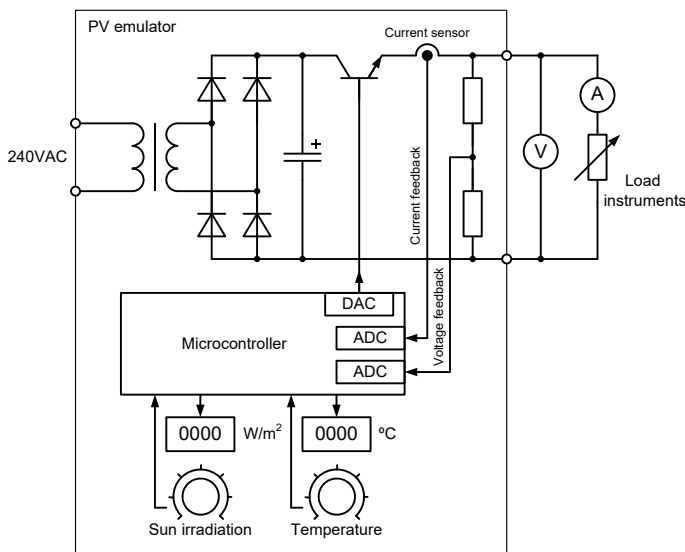 PV emulator
Current sensor
240VAC
+
A
V
Load
instruments
Current feedback
Voltage feedback
DAC
Microcontroller
ADC
ADC
0000
W/m²
0000
ºC
Sun irradiation
Temperature